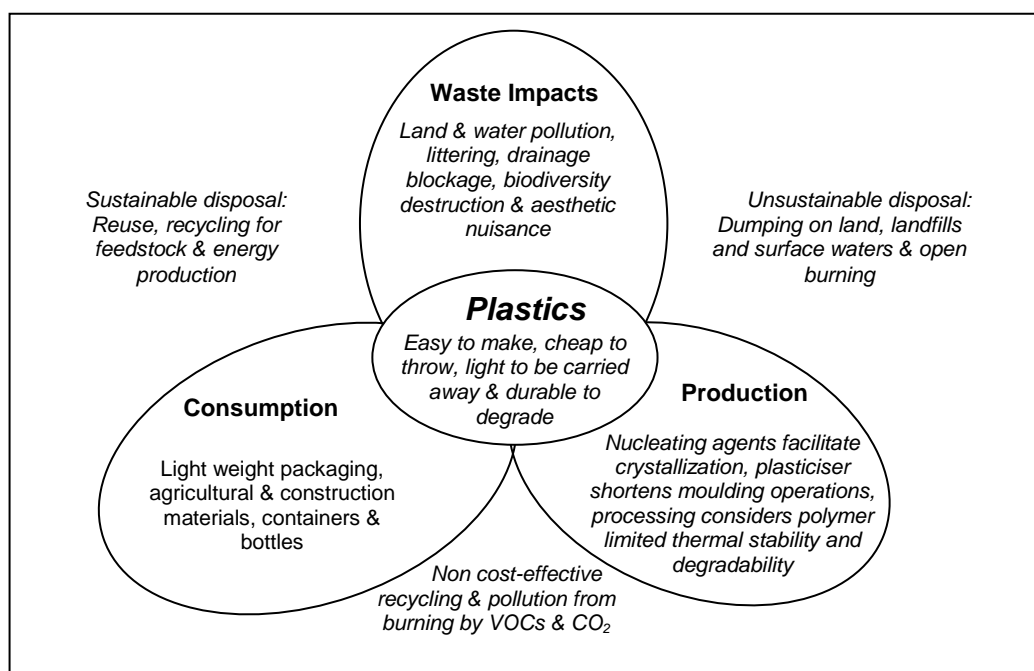 Waste Impacts
Land & water pollution,
littering, drainage
blockage, biodiversity
destruction & aesthetic
nuisance
Sustainable disposal:
Reuse, recycling for
feedstock & energy
production
Unsustainable disposal:
Dumping on land, landfills
and surface waters & open
burning
Plastics
Easy to make, cheap to
throw, light to be carried
away & durable to
degrade
Consumption
Light weight packaging,
agricultural & construction
materials, containers &
bottles
Production
Nucleating agents facilitate
crystallization, plasticiser
shortens moulding operations,
processing considers polymer
limited thermal stability and
degradability
Non cost-effective
recycling & pollution from
burning by VOCs & CO₂